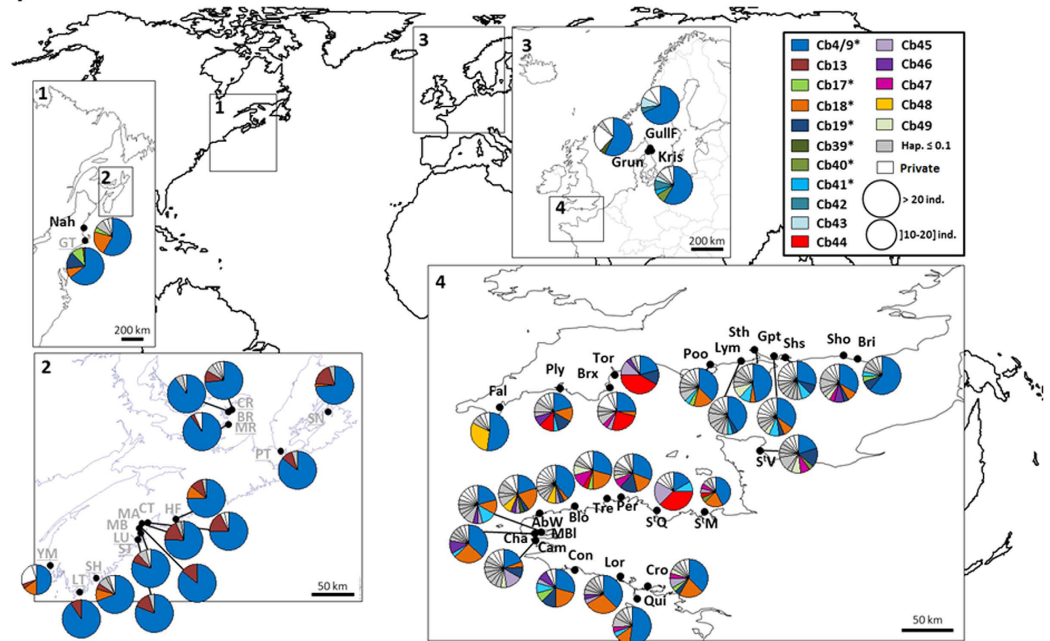 3
3
1
1
2
4
GullF
Grun
Kris
200 km
Nah
GT
200 km
Cb4/9*
Cb13
Cb17*
Cb18*
Cb19*
Cb39*
Cb40*
Cb41*
Cb42
Cb43
Cb44
Cb45
Cb46
Cb47
Cb48
Cb49
Hap. ≤ 0.1
Private
> 20 ind.
]10-20] ind.
2
CR
BR
MR
SN
PT
HF
CT
MA
MB
LU
ST
YM
SH
LT
50 km
4
Fal
Ply
Brx
Tor
Poo
Lym
Sth
Gpt
Shs
Sho
Bri
StV
AbW
Blo
Tre
Per
StQ
StM
MBl
Cha
Cam
Con
Lor
Cro
Qui
50 km